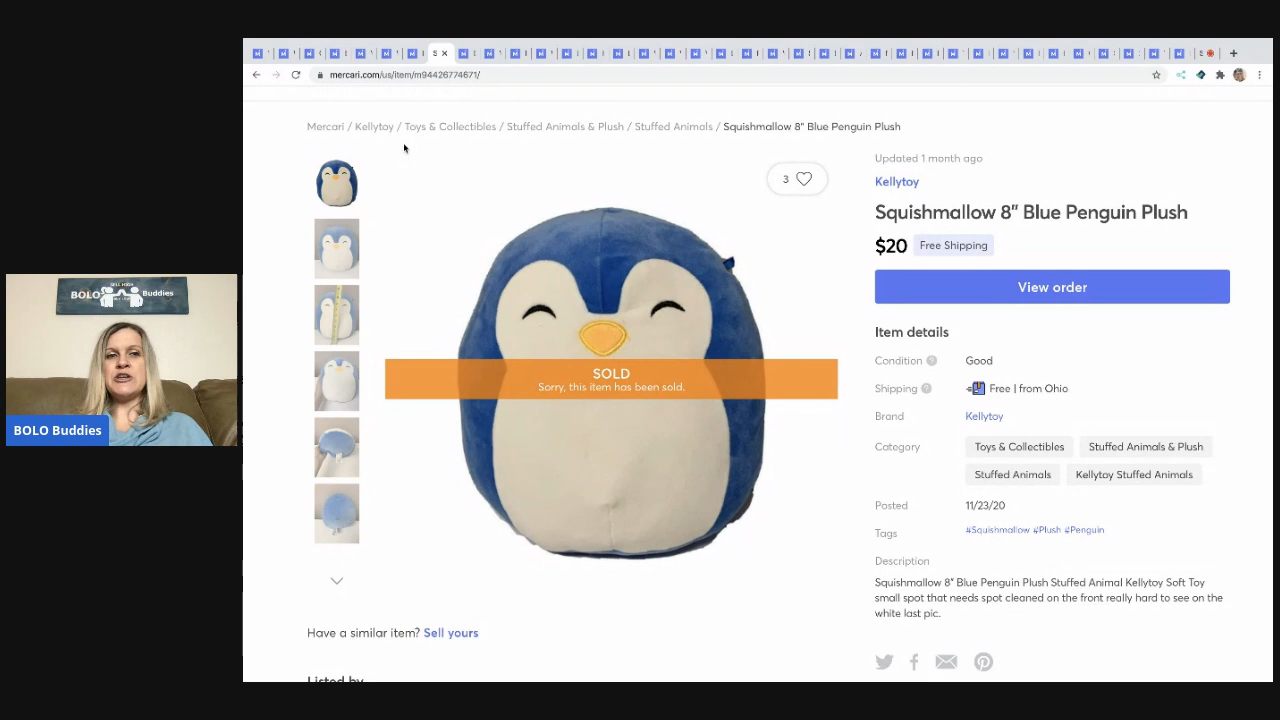 mercari.com/us/item/m94426774671/
Mercari / Kellytoy / Toys & Collectibles / Stuffed Animals & Plush / Stuffed Animals / Squishmallow 8" Blue Penguin Plush
3
Updated 1 month ago
Kellytoy
Squishmallow 8" Blue Penguin Plush
$20 Free Shipping
View order
SOLD
Sorry, this item has been sold.
Item details
Condition Good
Shipping Free | from Ohio
Brand Kellytoy
Category Toys & Collectibles Stuffed Animals & Plush
Stuffed Animals Kellytoy Stuffed Animals
Posted 11/23/20
Tags #Squishmallow #Plush #Penguin
Description
Squishmallow 8" Blue Penguin Plush Stuffed Animal Kellytoy Soft Toy
small spot that needs spot cleaned on the front really hard to see on the
white last pic.
Have a similar item? Sell yours
Listed by
BOLO Buddies
BOLO Buddies